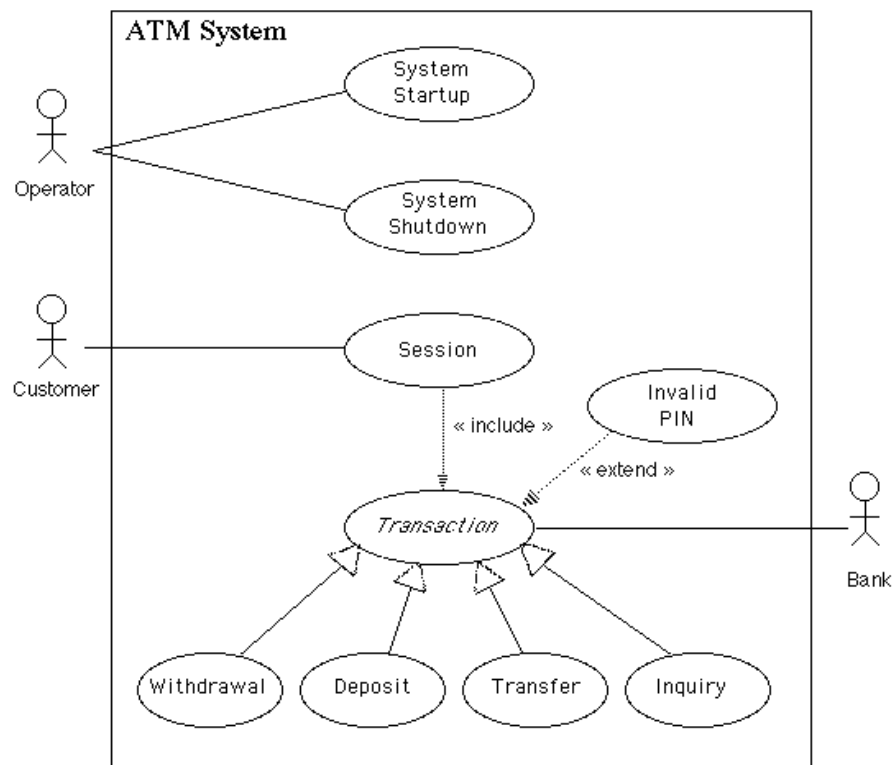 ATM System
System
Startup
Operator
System
Shutdown
Session
Customer
Invalid
PIN
« include »
« extend »
Transaction
Bank
Withdrawal
Deposit
Transfer
Inquiry